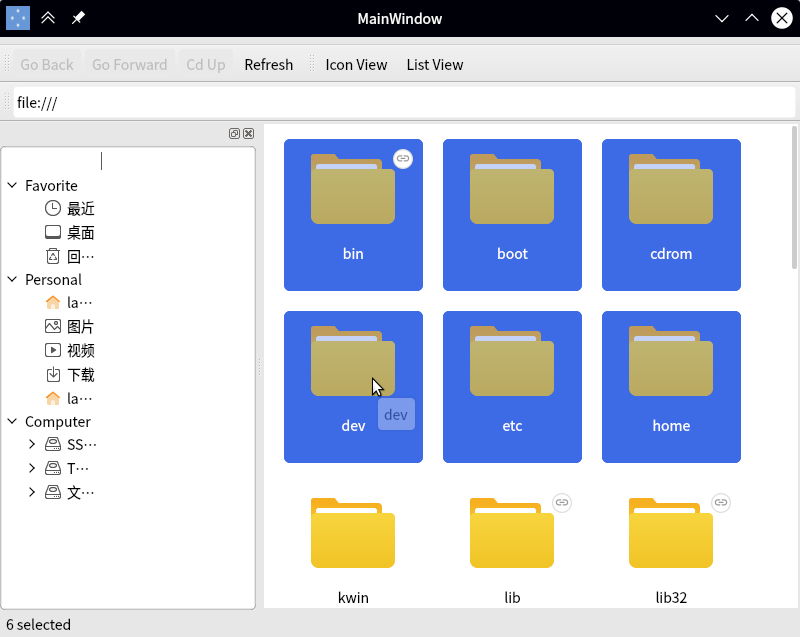 MainWindow
Go Back Go Forward Cd Up Refresh Icon View List View
file:///
Favorite
最近
桌面
回…
Personal
la…
图片
视频
下载
la…
Computer
SS…
T…
文…
bin boot cdrom
dev etc home
dev
kwin lib lib32
6 selected